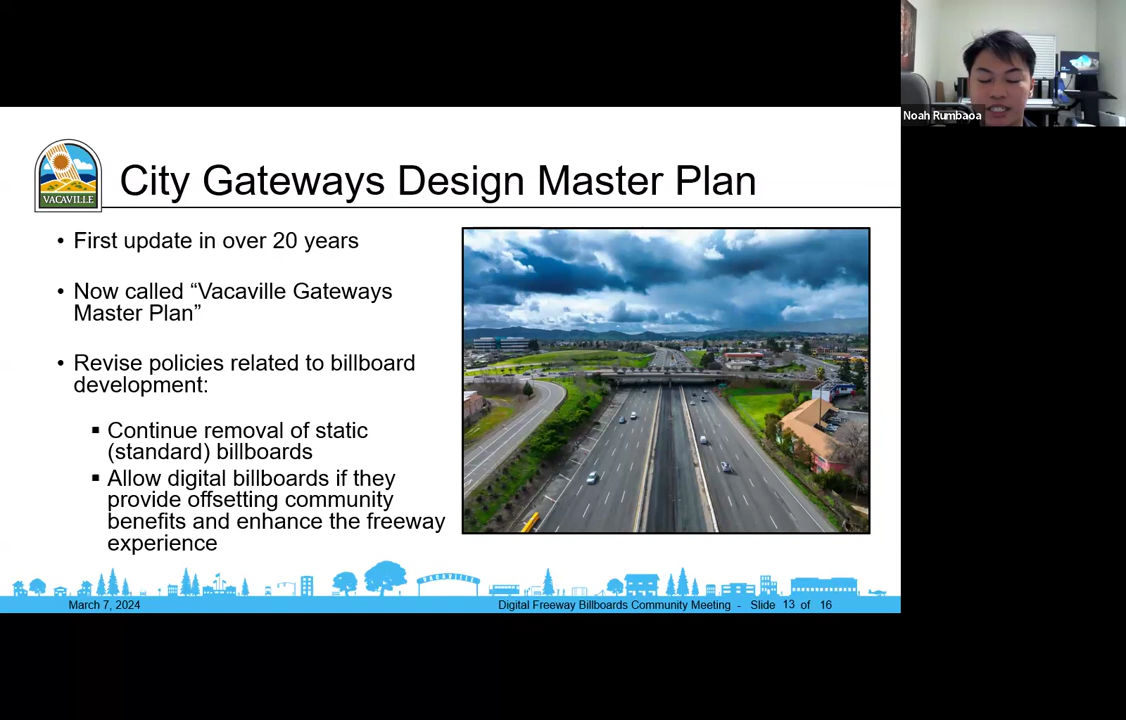 Noah Rumbaoa
VACAVILLE
City Gateways Design Master Plan
• First update in over 20 years
• Now called “Vacaville Gateways
Master Plan”
• Revise policies related to billboard
development:
▪ Continue removal of static
(standard) billboards
▪ Allow digital billboards if they
provide offsetting community
benefits and enhance the freeway
experience
VACAVILLE
March 7, 2024
Digital Freeway Billboards Community Meeting - Slide 13 of 16